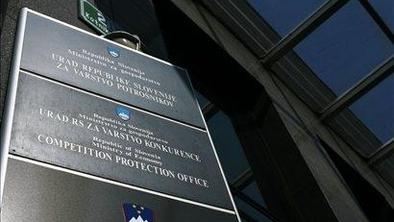 Republika Slovenija
Ministrstvo za gospodarstvo
URAD REPUBLIKE SLOVENIJE
ZA VARSTVO POTROŠNIKOV
Republika Slovenija
Ministrstvo za gospodarstvo
URAD RS ZA VARSTVO KONKURENCE
Republic of Slovenia
Ministry of Economy
COMPETITION PROTECTION OFFICE